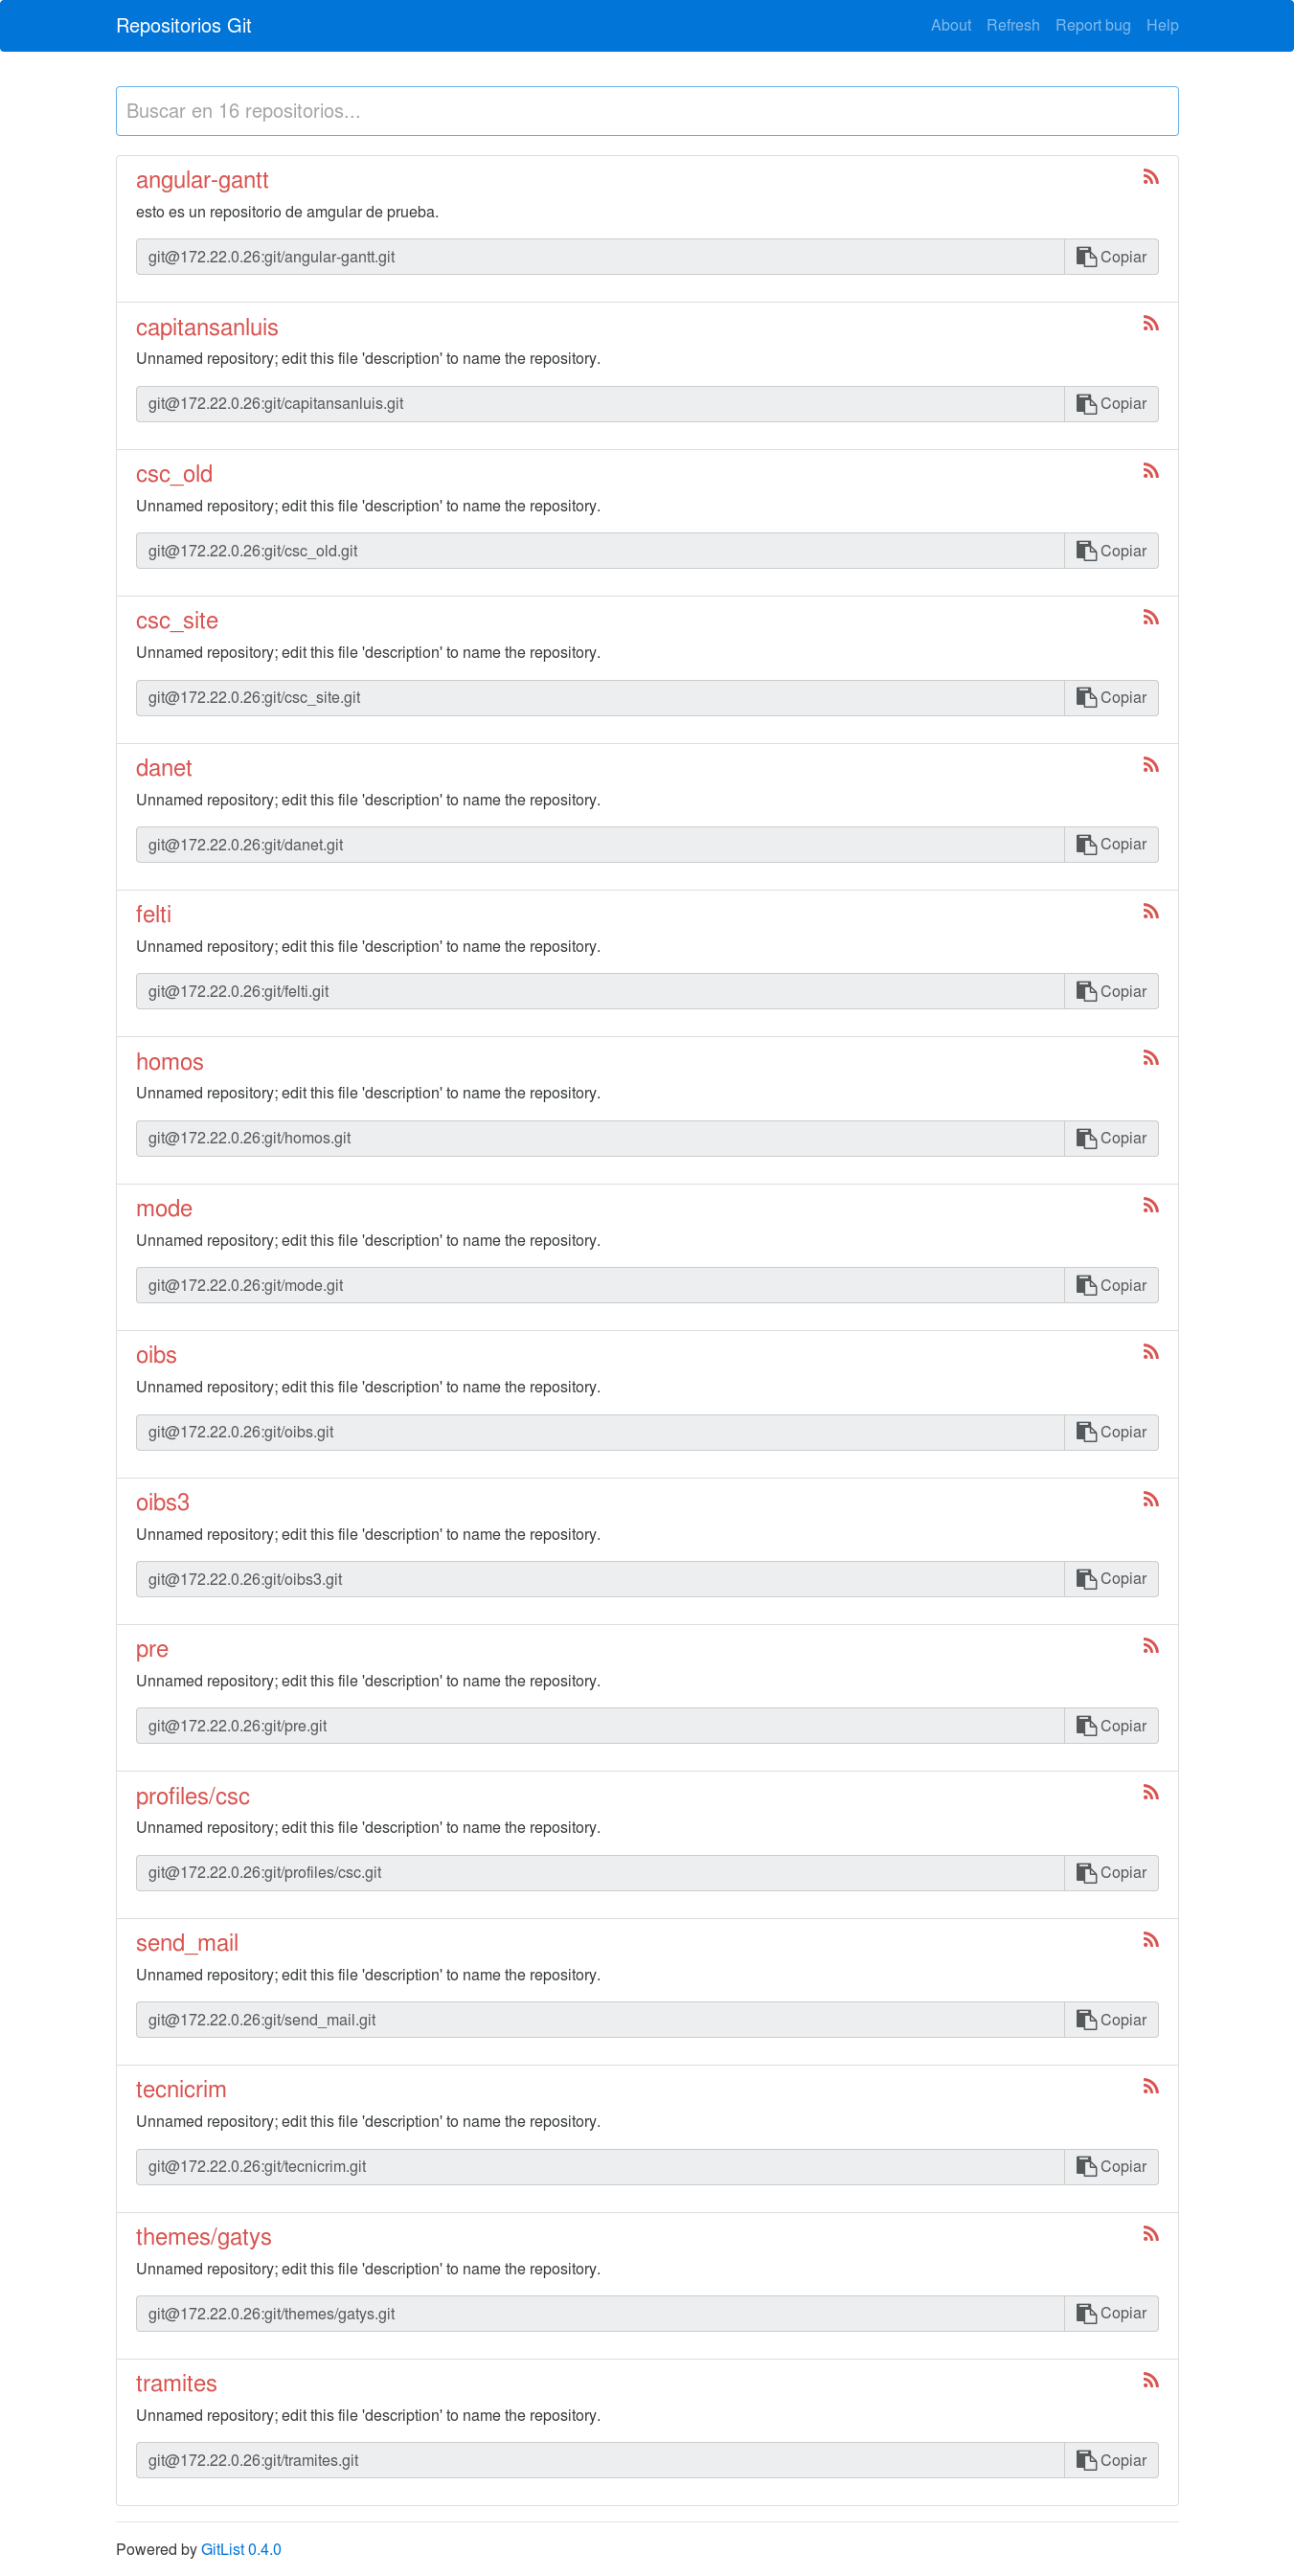 Repositorios Git
About Refresh Report bug Help
Buscar en 16 repositorios...
angular-gantt
esto es un repositorio de amgular de prueba.
git@172.22.0.26:git/angular-gantt.git Copiar
capitansanluis
Unnamed repository; edit this file 'description' to name the repository.
git@172.22.0.26:git/capitansanluis.git Copiar
csc_old
Unnamed repository; edit this file 'description' to name the repository.
git@172.22.0.26:git/csc_old.git Copiar
csc_site
Unnamed repository; edit this file 'description' to name the repository.
git@172.22.0.26:git/csc_site.git Copiar
danet
Unnamed repository; edit this file 'description' to name the repository.
git@172.22.0.26:git/danet.git Copiar
felti
Unnamed repository; edit this file 'description' to name the repository.
git@172.22.0.26:git/felti.git Copiar
homos
Unnamed repository; edit this file 'description' to name the repository.
git@172.22.0.26:git/homos.git Copiar
mode
Unnamed repository; edit this file 'description' to name the repository.
git@172.22.0.26:git/mode.git Copiar
oibs
Unnamed repository; edit this file 'description' to name the repository.
git@172.22.0.26:git/oibs.git Copiar
oibs3
Unnamed repository; edit this file 'description' to name the repository.
git@172.22.0.26:git/oibs3.git Copiar
pre
Unnamed repository; edit this file 'description' to name the repository.
git@172.22.0.26:git/pre.git Copiar
profiles/csc
Unnamed repository; edit this file 'description' to name the repository.
git@172.22.0.26:git/profiles/csc.git Copiar
send_mail
Unnamed repository; edit this file 'description' to name the repository.
git@172.22.0.26:git/send_mail.git Copiar
tecnicrim
Unnamed repository; edit this file 'description' to name the repository.
git@172.22.0.26:git/tecnicrim.git Copiar
themes/gatys
Unnamed repository; edit this file 'description' to name the repository.
git@172.22.0.26:git/themes/gatys.git Copiar
tramites
Unnamed repository; edit this file 'description' to name the repository.
git@172.22.0.26:git/tramites.git Copiar
Powered by GitList 0.4.0